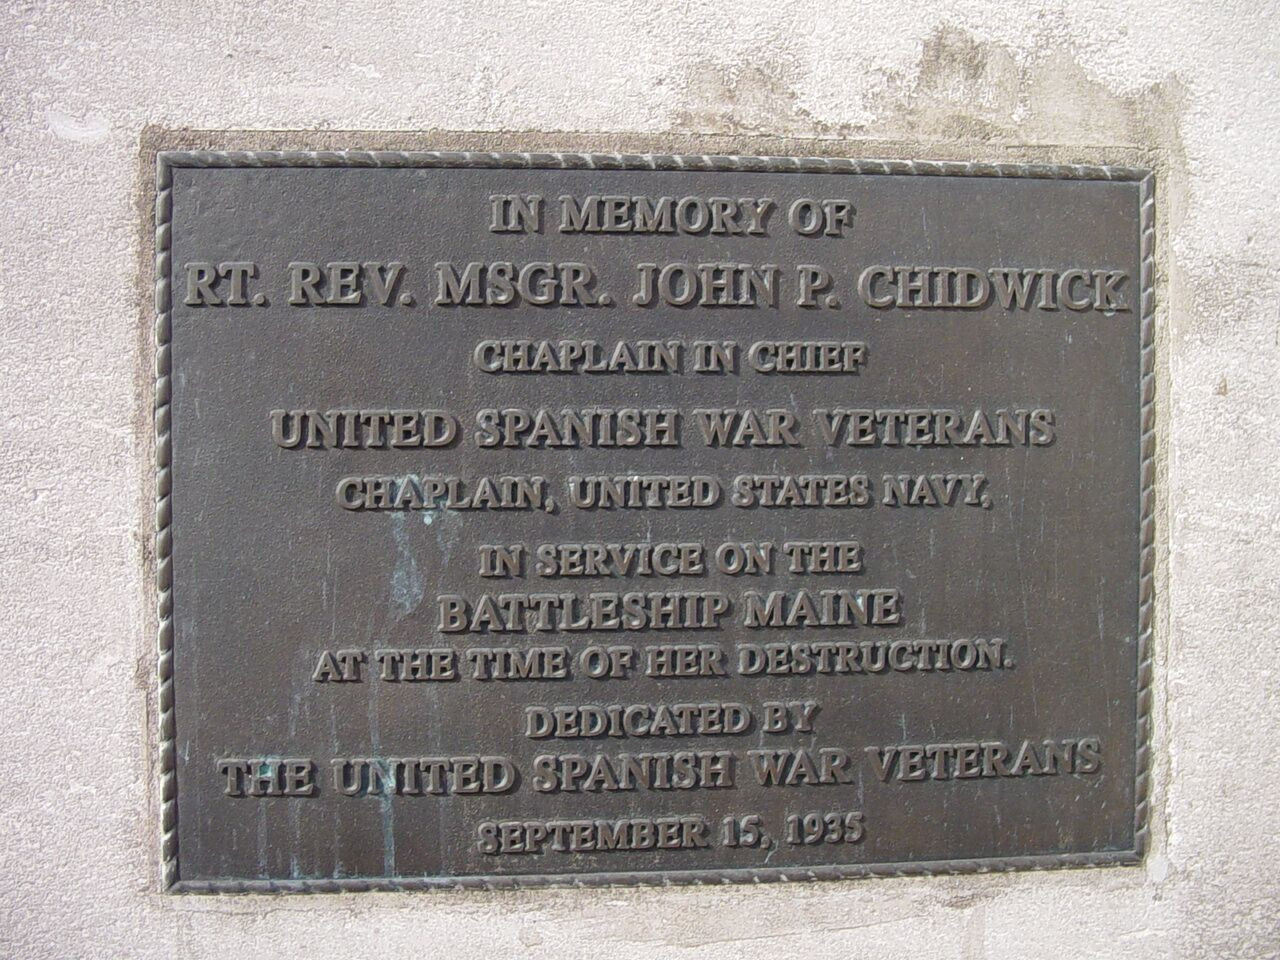 IN MEMORY OF
RT. REV. MSGR. JOHN P. CHIDWICK
CHAPLAIN IN CHIEF
UNITED SPANISH WAR VETERANS
CHAPLAIN, UNITED STATES NAVY,
IN SERVICE ON THE
BATTLESHIP MAINE
AT THE TIME OF HER DESTRUCTION.
DEDICATED BY
THE UNITED SPANISH WAR VETERANS
SEPTEMBER 15, 1935